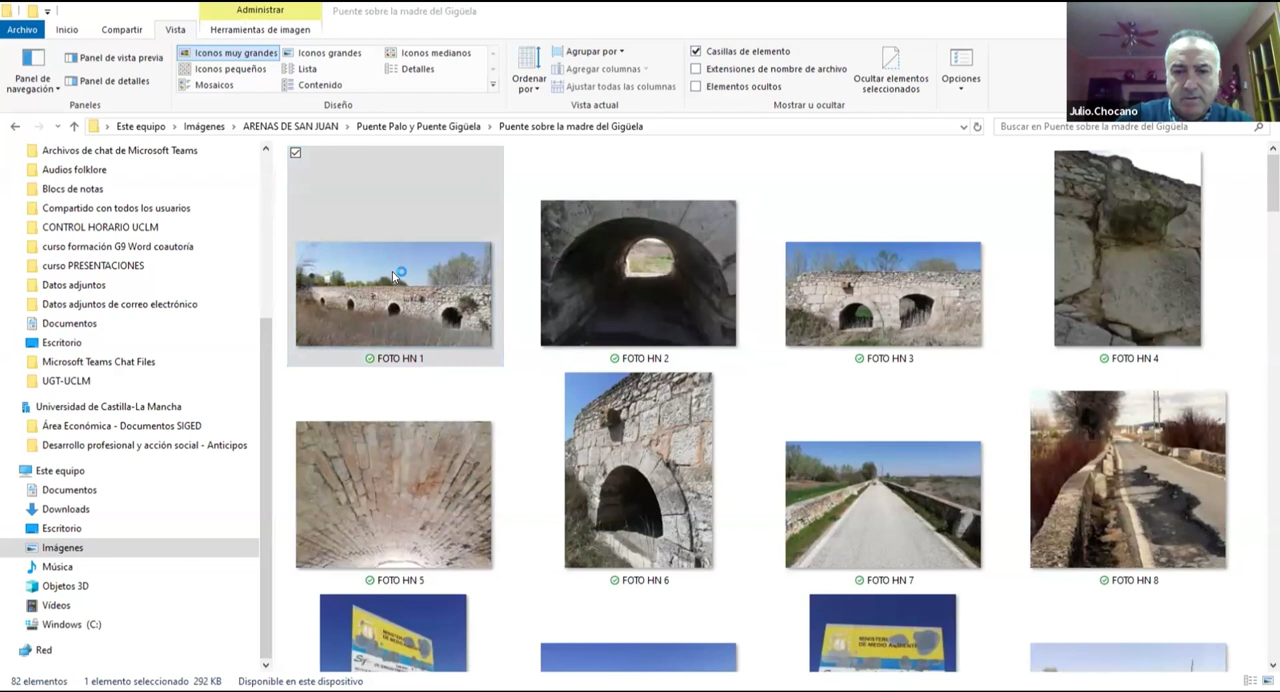 Administrar
Puente sobre la madre del Gigüela
Archivo
Inicio
Compartir
Vista
Herramientas de imagen
Panel de navegación
Panel de vista previa
Panel de detalles
Paneles
Iconos muy grandes
Iconos grandes
Iconos medianos
Iconos pequeños
Lista
Detalles
Mosaicos
Contenido
Diseño
Ordenar por
Agrupar por
Agregar columnas
Ajustar todas las columnas
Vista actual
Casillas de elemento
Extensiones de nombre de archivo
Elementos ocultos
Ocultar elementos seleccionados
Mostrar u ocultar
Opciones
Julio.Chocano
Este equipo > Imágenes > ARENAS DE SAN JUAN > Puente Palo y Puente Gigüela > Puente sobre la madre del Gigüela
Buscar en Puente sobre la madre del Gigüela
Archivos de chat de Microsoft Teams
Audios folklore
Blocs de notas
Compartido con todos los usuarios
CONTROL HORARIO UCLM
curso formación G9 Word coautoría
curso PRESENTACIONES
Datos adjuntos
Datos adjuntos de correo electrónico
Documentos
Escritorio
Microsoft Teams Chat Files
UGT-UCLM
Universidad de Castilla-La Mancha
Área Económica - Documentos SIGED
Desarrollo profesional y acción social - Anticipos
Este equipo
Documentos
Downloads
Escritorio
Imágenes
Música
Objetos 3D
Vídeos
Windows (C:)
Red
FOTO HN 1
FOTO HN 2
FOTO HN 3
FOTO HN 4
FOTO HN 5
FOTO HN 6
FOTO HN 7
FOTO HN 8
MINISTERIO
DE MEDIO AMBIENTE
82 elementos
1 elemento seleccionado 292 KB
Disponible en este dispositivo